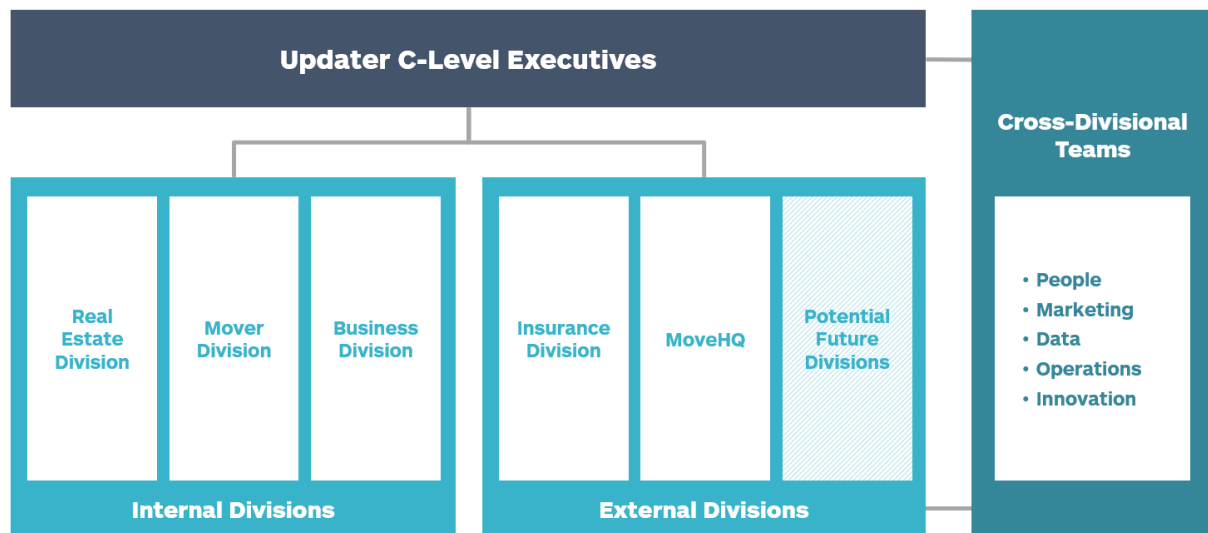 Updater C-Level Executives
Cross-Divisional
Teams
Real
Estate
Division
Mover
Division
Business
Division
Internal Divisions
Insurance
Division
MoveHQ
Potential
Future
Divisions
External Divisions
• People
• Marketing
• Data
• Operations
• Innovation